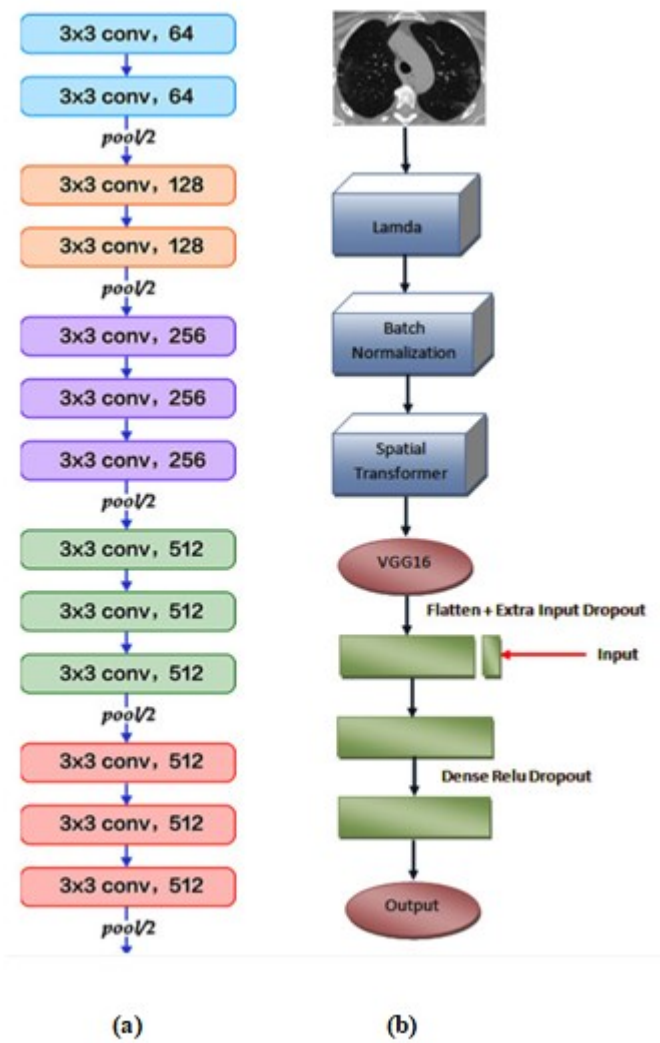 3x3 conv, 64
3x3 conv, 64
pool/2
3x3 conv, 128
3x3 conv, 128
pool/2
3x3 conv, 256
3x3 conv, 256
3x3 conv, 256
pool/2
3x3 conv, 512
3x3 conv, 512
3x3 conv, 512
pool/2
3x3 conv, 512
3x3 conv, 512
3x3 conv, 512
pool/2
(a)
Lamda
Batch
Normalization
Spatial
Transformer
VGG16
Flatten + Extra Input Dropout
Input
Dense Relu Dropout
Output
(b)